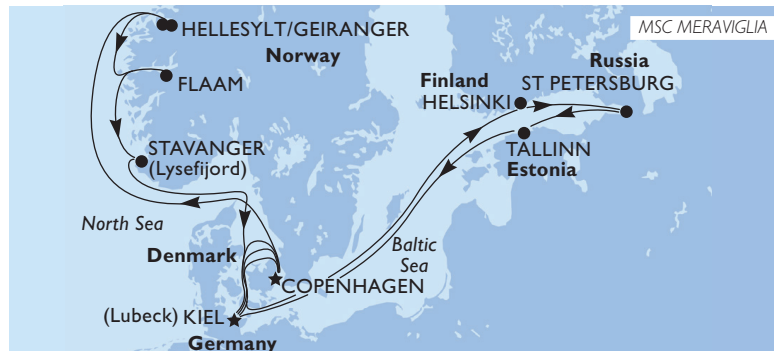 MSC MERAVIGLIA
HELLESYLT/GEIRANGER
Norway
FLAAM
Russia
ST PETERSBURG
Finland
HELSINKI
TALLINN
Estonia
STAVANGER
(Lysefijord)
North Sea
Denmark
Baltic
Sea
COPENHAGEN
(Lubeck) KIEL
Germany